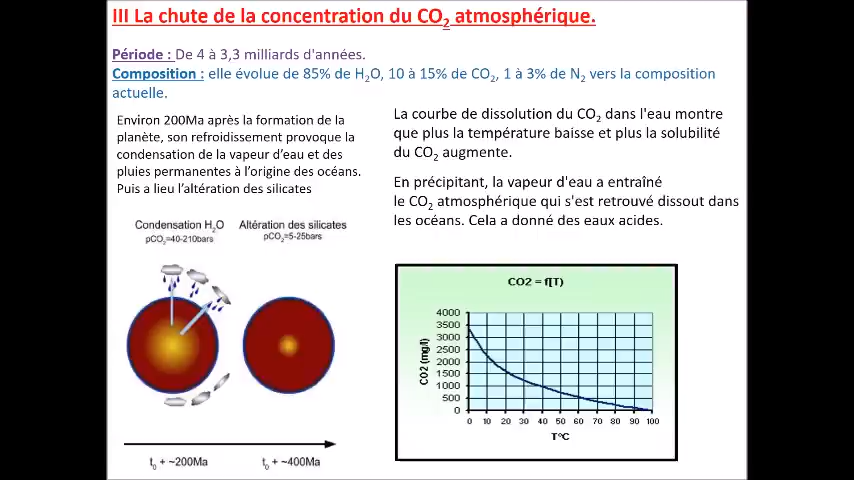 III La chute de la concentration du CO₂ atmosphérique.
Période : De 4 à 3,3 milliards d'années.
Composition : elle évolue de 85% de H₂O, 10 à 15% de CO₂, 1 à 3% de N₂ vers la composition
actuelle.
Environ 200Ma après la formation de la
planète, son refroidissement provoque la
condensation de la vapeur d'eau et des
pluies permanentes à l'origine des océans.
Puis a lieu l'altération des silicates
La courbe de dissolution du CO₂ dans l'eau montre
que plus la température baisse et plus la solubilité
du CO₂ augmente.
En précipitant, la vapeur d'eau a entraîné
le CO₂ atmosphérique qui s'est retrouvé dissout dans
les océans. Cela a donné des eaux acides.
Condensation H₂O
pCO₂=40-210bars
Altération des silicates
pCO₂=5-25bars
t₀ + ~200Ma
t₀ + ~400Ma
CO2 = f[T)
CO2 (mg/l)
4000
3500
3000
2500
2000
1500
1000
500
0
0 10 20 30 40 50 60 70 80 90 100
T°C